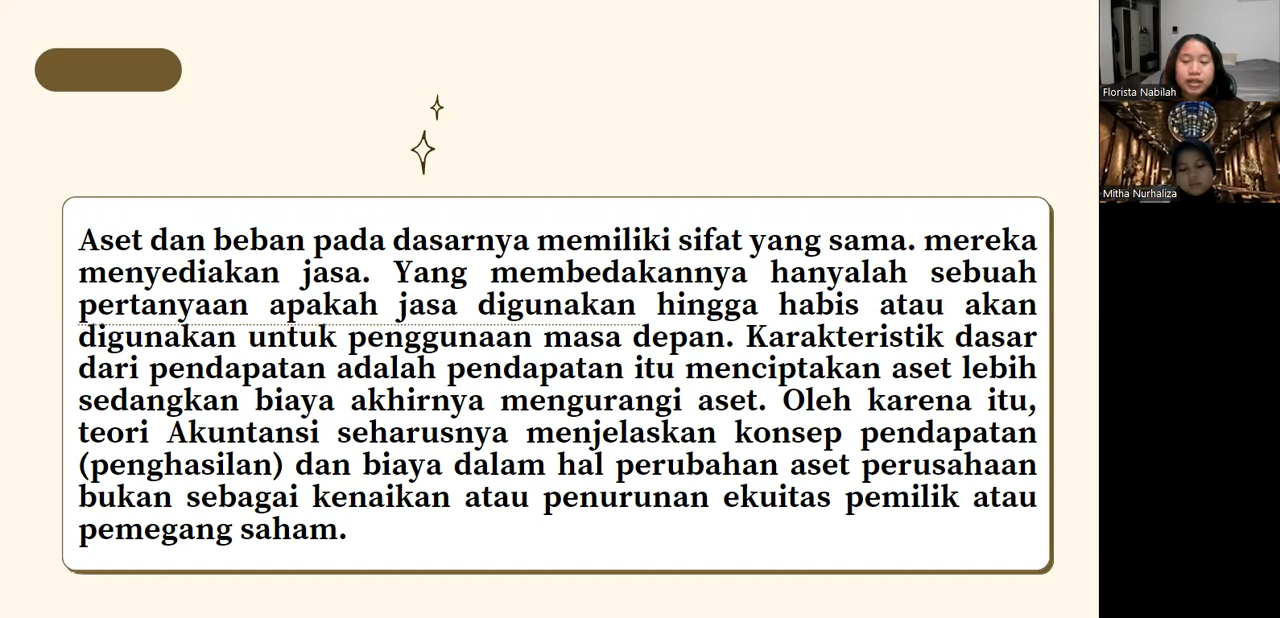 Aset dan beban pada dasarnya memiliki sifat yang sama. mereka
menyediakan jasa. Yang membedakannya hanyalah sebuah
pertanyaan apakah jasa digunakan hingga habis atau akan
digunakan untuk penggunaan masa depan. Karakteristik dasar
dari pendapatan adalah pendapatan itu menciptakan aset lebih
sedangkan biaya akhirnya mengurangi aset. Oleh karena itu,
teori Akuntansi seharusnya menjelaskan konsep pendapatan
(penghasilan) dan biaya dalam hal perubahan aset perusahaan
bukan sebagai kenaikan atau penurunan ekuitas pemilik atau
pemegang saham.
Florista Nabilah
Mitha Nurhaliza